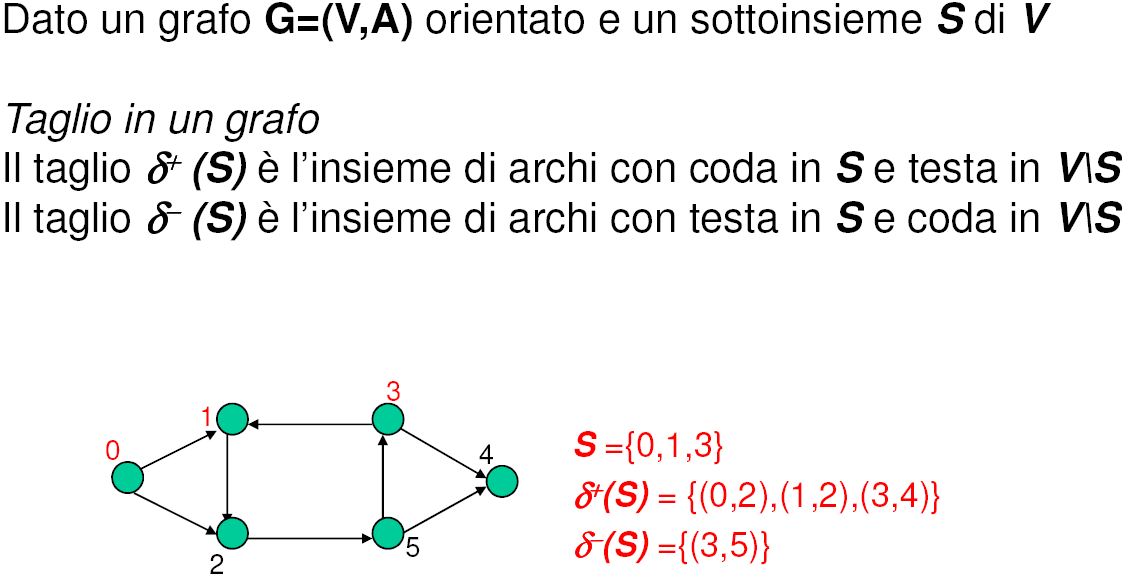 Dato un grafo G=(V,A) orientato e un sottoinsieme S di V
Taglio in un grafo
Il taglio δ+ (S) è l'insieme di archi con coda in S e testa in V\S
Il taglio δ– (S) è l'insieme di archi con testa in S e coda in V\S
3
1
0
4
2
5
S ={0,1,3}
δ+(S) = {(0,2),(1,2),(3,4)}
δ–(S) ={(3,5)}